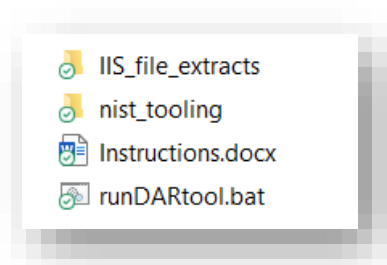 IIS_file_extracts
nist_tooling
Instructions.docx
runDARtool.bat